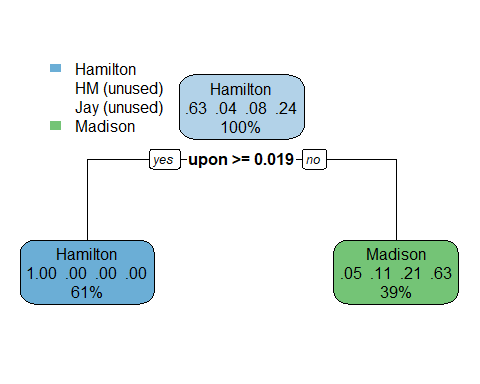 Hamilton
HM (unused)
Jay (unused)
Madison
Hamilton
.63 .04 .08 .24
100%
yes upon >= 0.019 no
Hamilton
1.00 .00 .00 .00
61%
Madison
.05 .11 .21 .63
39%